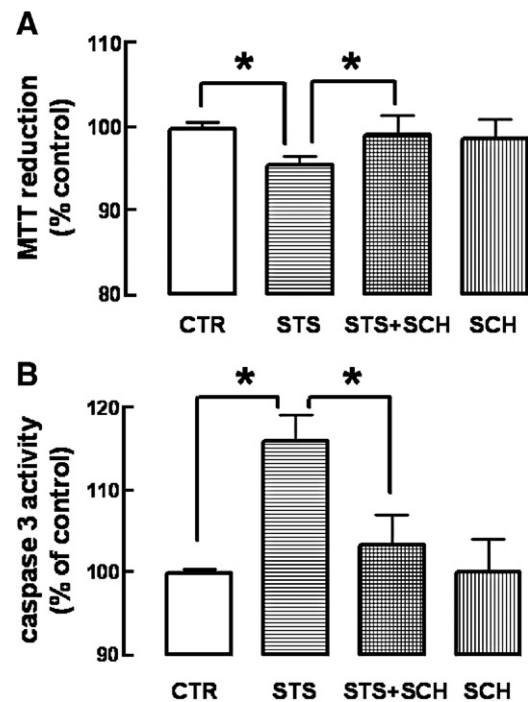 A
MTT reduction
(% control)
110
100
90
80
* *
CTR STS STS+SCH SCH
B
caspase 3 activity
(% of control)
120
110
100
90
* *
CTR STS STS+SCH SCH